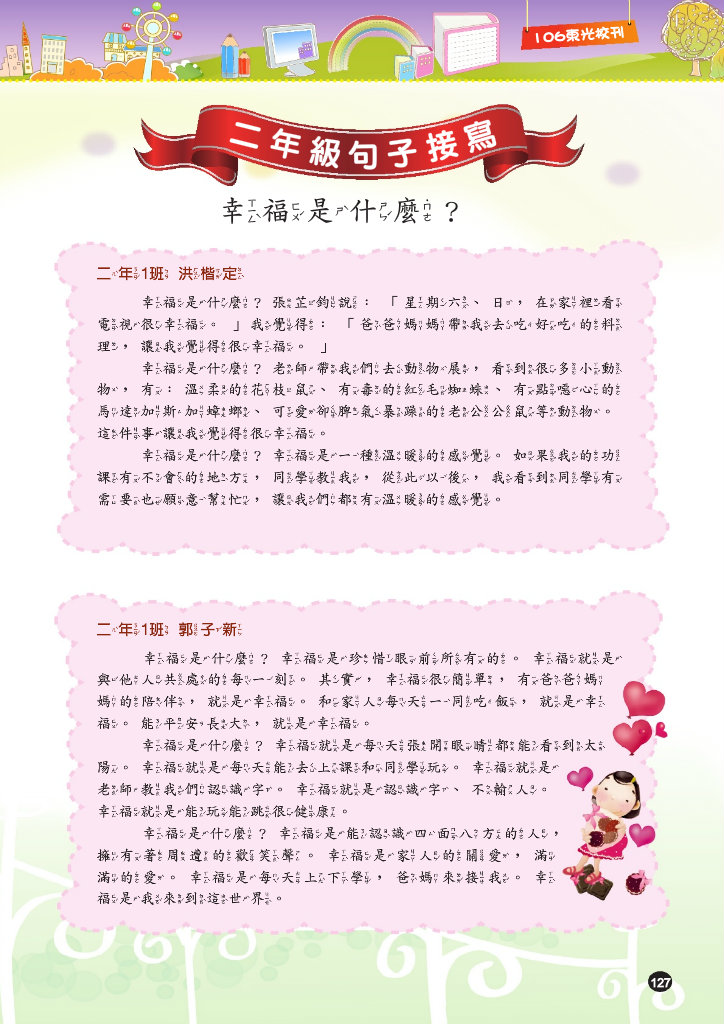 106東光校刊
二年級句子接寫
幸福是什麼？
二年1班 洪楷定
幸福是什麼？張芷鈞說：「星期六、日，在家裡看
電視很幸福。」我覺得：「爸爸媽媽帶我去吃好吃的料
理，讓我覺得很幸福。」
幸福是什麼？老師帶我們去動物展，看到很多小動
物，有：溫柔的花枝鼠、有毒的紅毛蜘蛛、有點噁心的
馬達加斯加蟑螂、可愛卻脾氣暴躁的老公公鼠等動物。
這件事讓我覺得很幸福。
幸福是什麼？幸福是一種溫暖的感覺。如果我的功
課有不會的地方，同學教我，從此以後，我看到同學有
需要也願意幫忙，讓我們都有溫暖的感覺。
二年1班 郭子新
幸福是什麼？幸福是珍惜眼前所有的。幸福就是
與他人共處的每一刻。其實，幸福很簡單，有爸爸媽
媽的陪伴，就是幸福。和家人每天一同吃飯，就是幸
福。能平安長大，就是幸福。
幸福是什麼？幸福就是每天張開眼睛都能看到太
陽。幸福就是每天能去上課和同學玩。幸福就是
老師教我們認識字。幸福就是認識字、不輸人。
幸福就是能玩能跳很健康。
幸福是什麼？幸福是能認識四面八方的人，
擁有著周遭的歡笑聲。幸福是家人的關愛，滿
滿的愛。幸福是每天上下學，爸媽來接我。幸
福是我來到這世界。
127